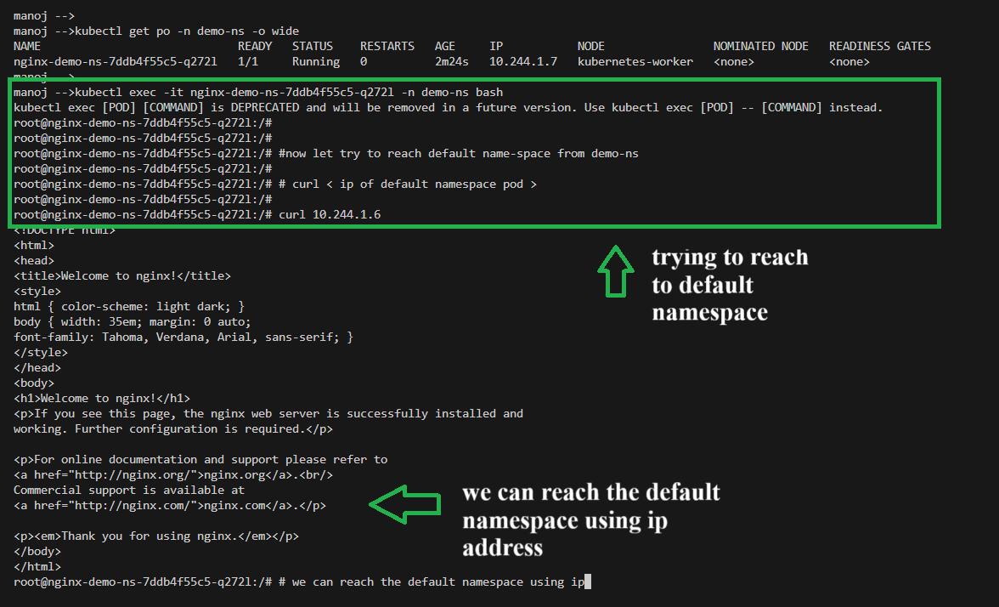 manoj -->
manoj -->kubectl get po -n demo-ns -o wide
NAME READY STATUS RESTARTS AGE IP NODE NOMINATED NODE READINESS GATES
nginx-demo-ns-7ddb4f55c5-q272l 1/1 Running 0 2m24s 10.244.1.7 kubernetes-worker <none> <none>
manoj -->
manoj -->kubectl exec -it nginx-demo-ns-7ddb4f55c5-q272l -n demo-ns bash
kubectl exec [POD] [COMMAND] is DEPRECATED and will be removed in a future version. Use kubectl exec [POD] -- [COMMAND] instead.
root@nginx-demo-ns-7ddb4f55c5-q272l:/#
root@nginx-demo-ns-7ddb4f55c5-q272l:/#
root@nginx-demo-ns-7ddb4f55c5-q272l:/# #now let try to reach default name-space from demo-ns
root@nginx-demo-ns-7ddb4f55c5-q272l:/#
root@nginx-demo-ns-7ddb4f55c5-q272l:/# # curl < ip of default namespace pod >
root@nginx-demo-ns-7ddb4f55c5-q272l:/#
root@nginx-demo-ns-7ddb4f55c5-q272l:/# curl 10.244.1.6
<!DOCTYPE html>
<html>
<head>
<title>Welcome to nginx!</title>
<style>
html { color-scheme: light dark; }
body { width: 35em; margin: 0 auto;
font-family: Tahoma, Verdana, Arial, sans-serif; }
</style>
</head>
<body>
<h1>Welcome to nginx!</h1>
<p>If you see this page, the nginx web server is successfully installed and
working. Further configuration is required.</p>
trying to reach
to default
namespace
<p>For online documentation and support please refer to
<a href="http://nginx.org/">nginx.org</a>.<br/>
Commercial support is available at
<a href="http://nginx.com/">nginx.com</a>.</p>
<p><em>Thank you for using nginx.</em></p>
</body>
</html>
we can reach the default
namespace using ip
address
root@nginx-demo-ns-7ddb4f55c5-q272l:/# # we can reach the default namespace using ip